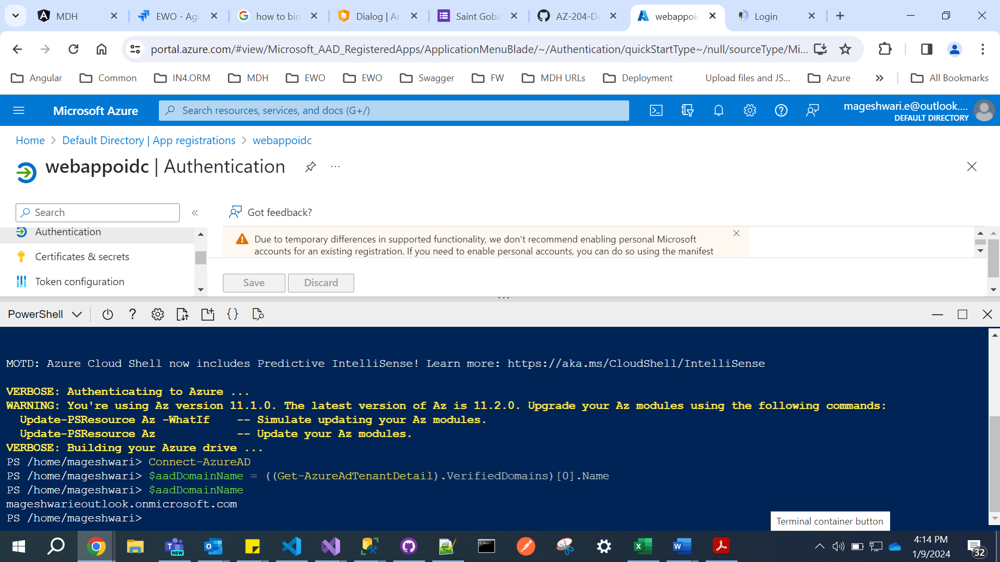 MDH
EWO - Agi
how to bin
Dialog | An
Saint Goba
AZ-204-De
webappoid
Login
portal.azure.com/#view/Microsoft_AAD_RegisteredApps/ApplicationMenuBlade/~/Authentication/quickStartType~/null/sourceType/Mi...
Angular
Common
IN4.ORM
MDH
EWO
EWO
Swagger
FW
MDH URLs
Deployment
Upload files and JS...
Azure
»
All Bookmarks
Microsoft Azure
Search resources, services, and docs (G+/)
mageshwari.e@outlook....
DEFAULT DIRECTORY
Home > Default Directory | App registrations > webappoidc
webappoidc | Authentication
Search
Got feedback?
Authentication
Certificates & secrets
Token configuration
Due to temporary differences in supported functionality, we don't recommend enabling personal Microsoft
accounts for an existing registration. If you need to enable personal accounts, you can do so using the manifest
Save
Discard
PowerShell
MOTD: Azure Cloud Shell now includes Predictive IntelliSense! Learn more: https://aka.ms/CloudShell/IntelliSense
VERBOSE: Authenticating to Azure ...
WARNING: You're using Az version 11.1.0. The latest version of Az is 11.2.0. Upgrade your Az modules using the following commands:
Update-PSResource Az -WhatIf    -- Simulate updating your Az modules.
Update-PSResource Az            -- Update your Az modules.
VERBOSE: Building your Azure drive ...
PS /home/mageshwari> Connect-AzureAD
PS /home/mageshwari> $aadDomainName = ((Get-AzureAdTenantDetail).VerifiedDomains)[0].Name
PS /home/mageshwari> $aadDomainName
mageshwarieoutlook.onmicrosoft.com
PS /home/mageshwari>
Terminal container button
NEW
4:14 PM
1/9/2024
32